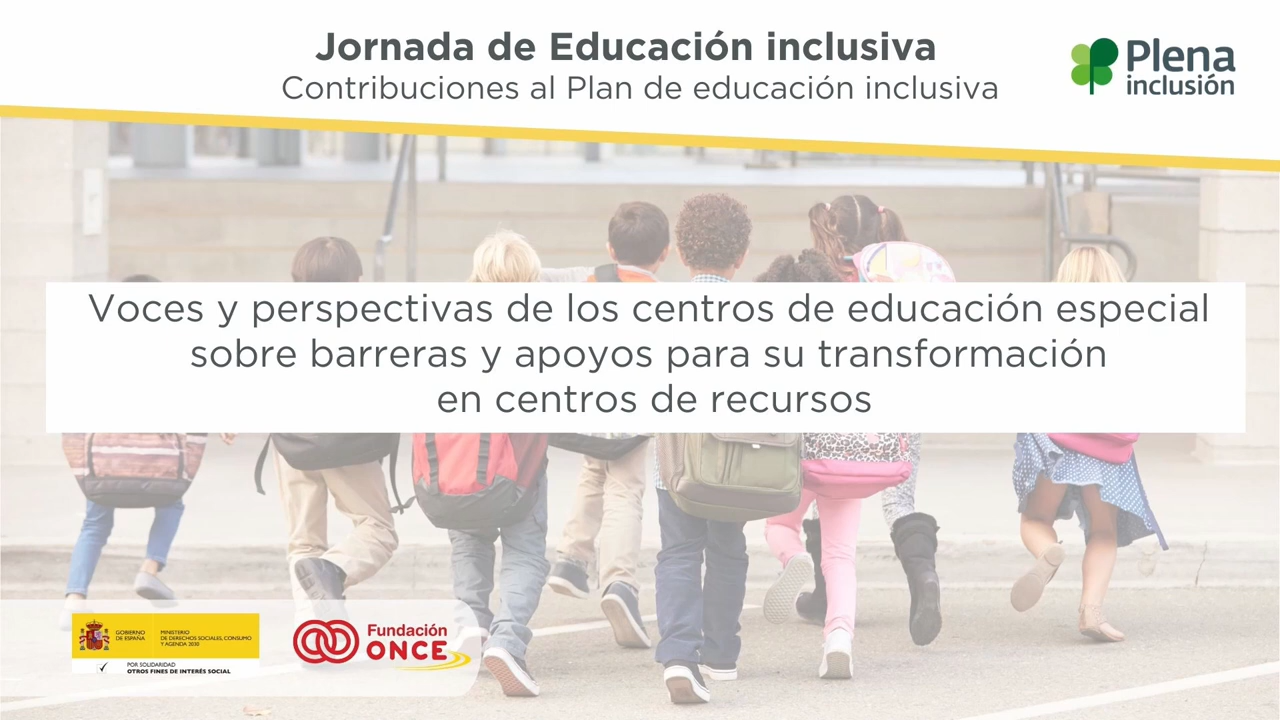 Jornada de Educación inclusiva
Contribuciones al Plan de educación inclusiva
Plena
inclusión
Voces y perspectivas de los centros de educación especial
sobre barreras y apoyos para su transformación
en centros de recursos
GOBIERNO
DE ESPAÑA
MINISTERIO
DE DERECHOS SOCIALES, CONSUMO
Y AGENDA 2030
POR SOLIDARIDAD
OTROS FINES DE INTERÉS SOCIAL
Fundación
ONCE